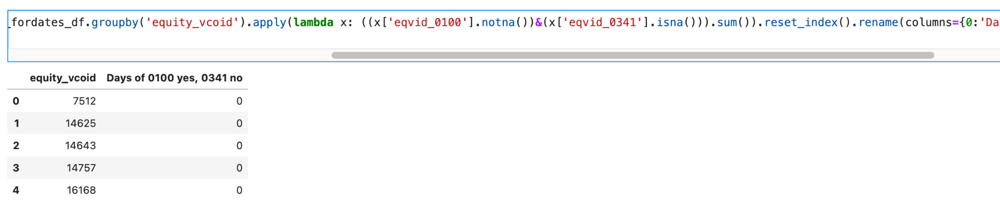 _fordates_df.groupby('equity_vcoid').apply(lambda x: ((x['eqvid_0100'].notna())&(x['eqvid_0341'].isna())).sum()).reset_index().rename(columns={0:'Da
equity_vcoid Days of 0100 yes, 0341 no
0 7512 0
1 14625 0
2 14643 0
3 14757 0
4 16168 0